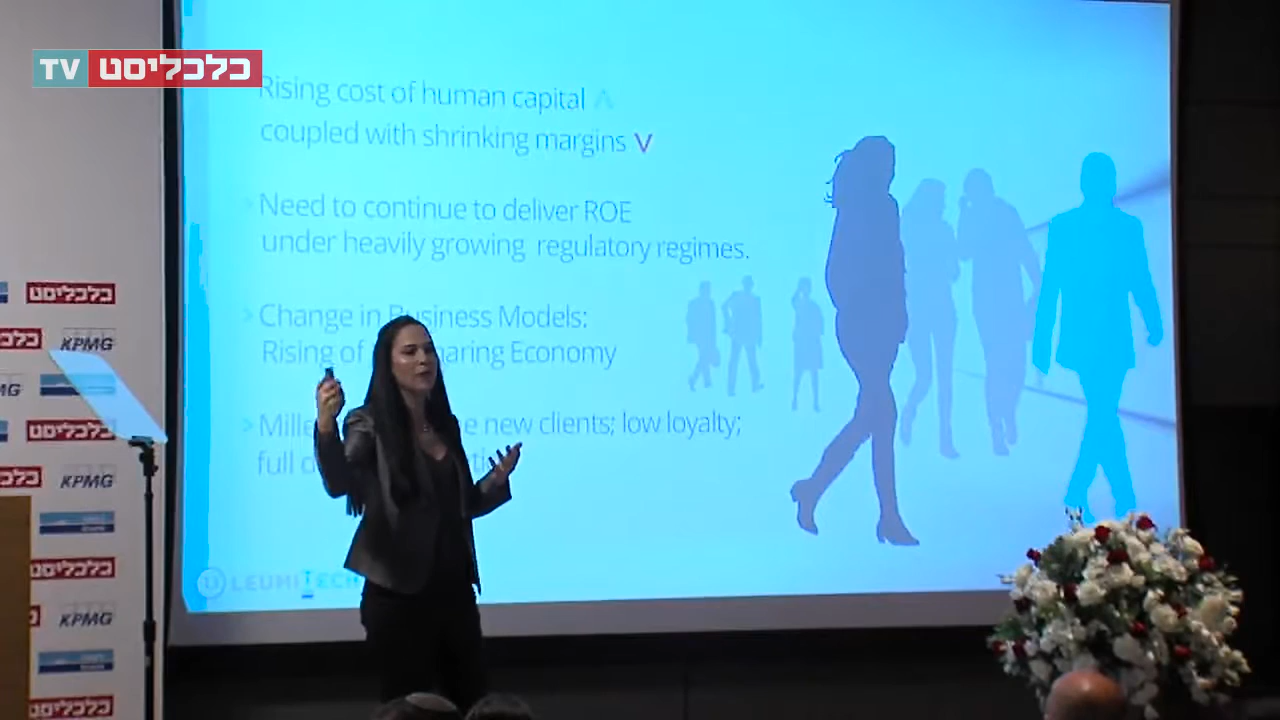 TV כלכליסט
Rising cost of human capital
coupled with shrinking margins
> Need to continue to deliver ROE
under heavily growing regulatory regimes.
> Change in Business Models:
Rising of Sharing Economy
> new clients; low loyalty;
full
LEUMITECH
כלכליסט
KPMG
כלכליסט
KPMG
כלכליסט
KPMG
כלכליסט